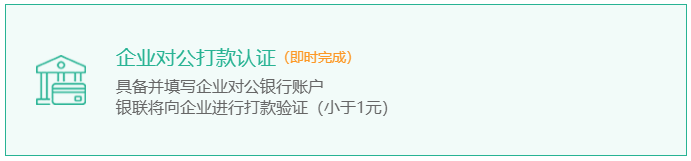 企业对公打款认证（即时完成）
具备并填写企业对公银行账户
银联将向企业进行打款验证（小于1元）